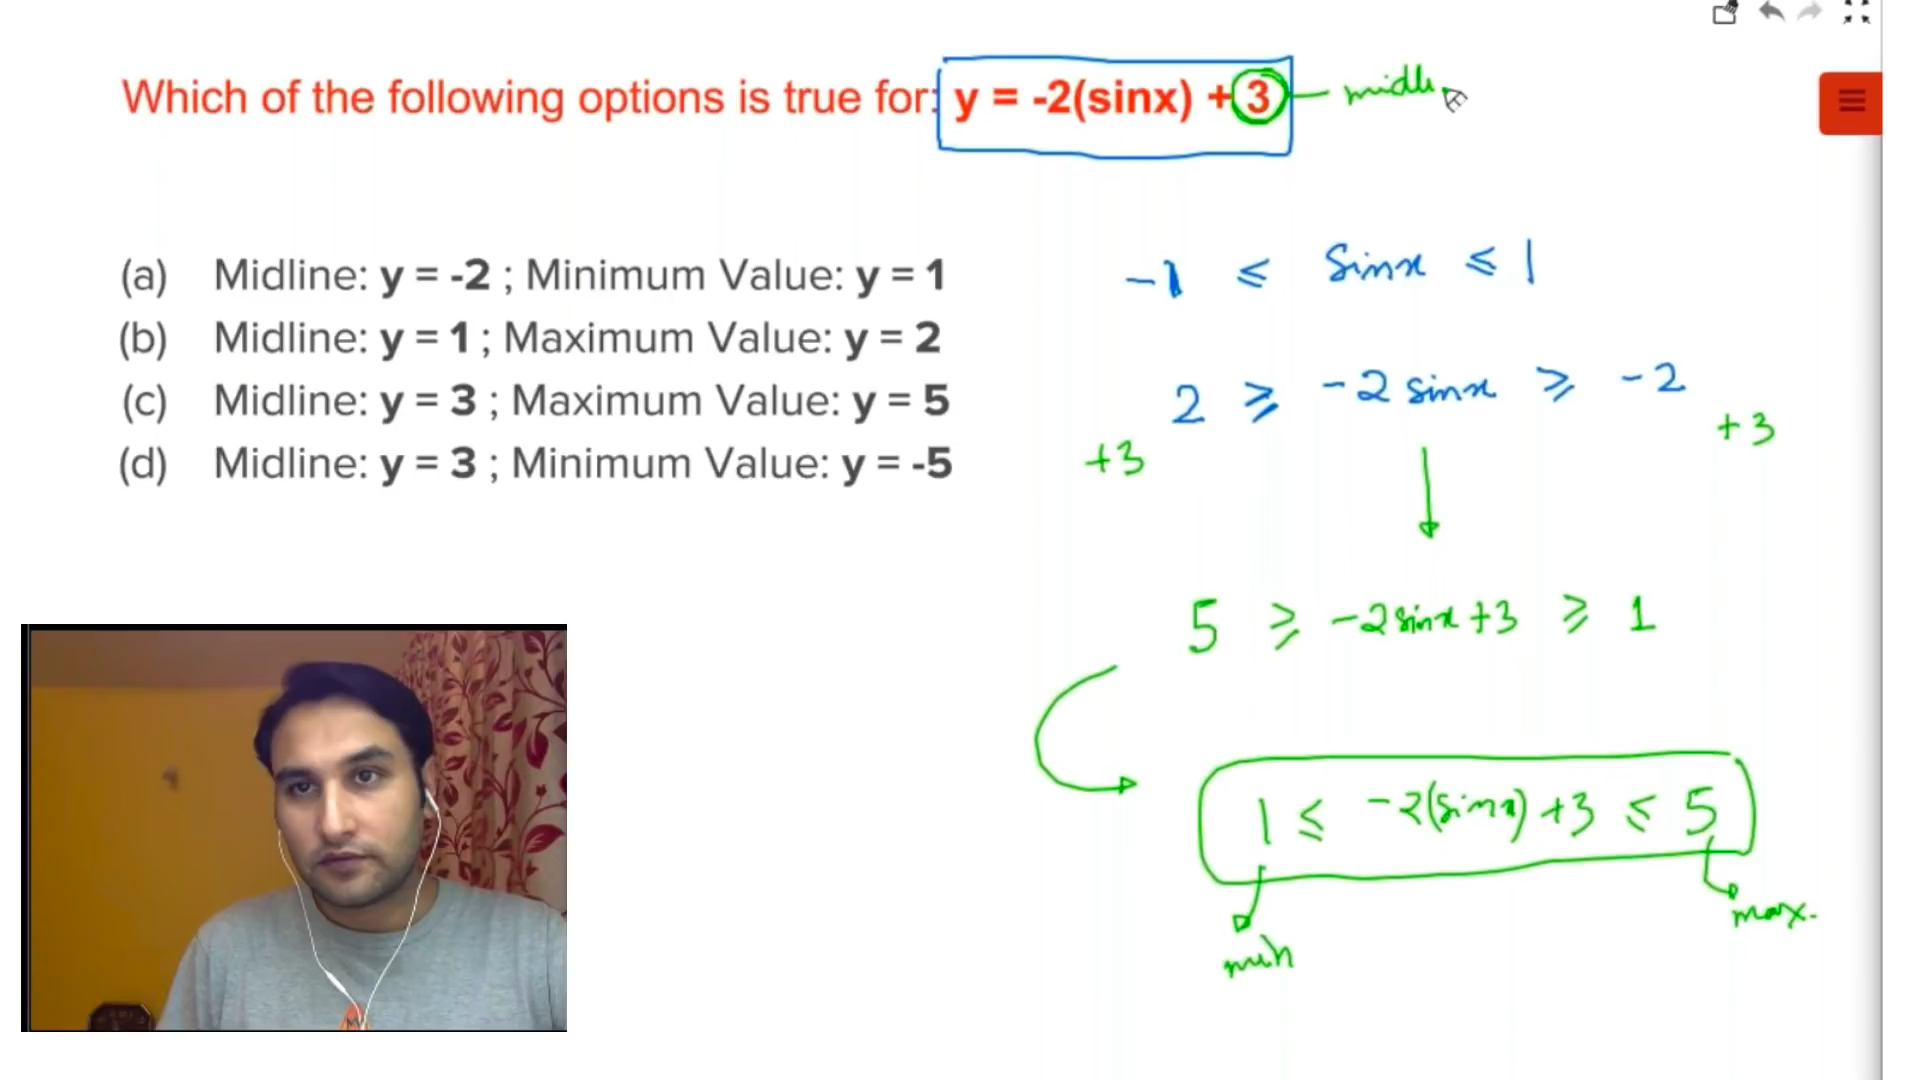 Which of the following options is true for: y = -2(sinx) + 3 midl
(a) Midline: y = -2 ; Minimum Value: y = 1
(b) Midline: y = 1 ; Maximum Value: y = 2
(c) Midline: y = 3 ; Maximum Value: y = 5
(d) Midline: y = 3 ; Minimum Value: y = -5
-1 ≤ Sinx ≤ 1
2 ≥ -2 sinx ≥ -2
+3 +3
5 ≥ -2sinx+3 ≥ 1
1 ≤ -2(sinx) +3 ≤ 5
min max.